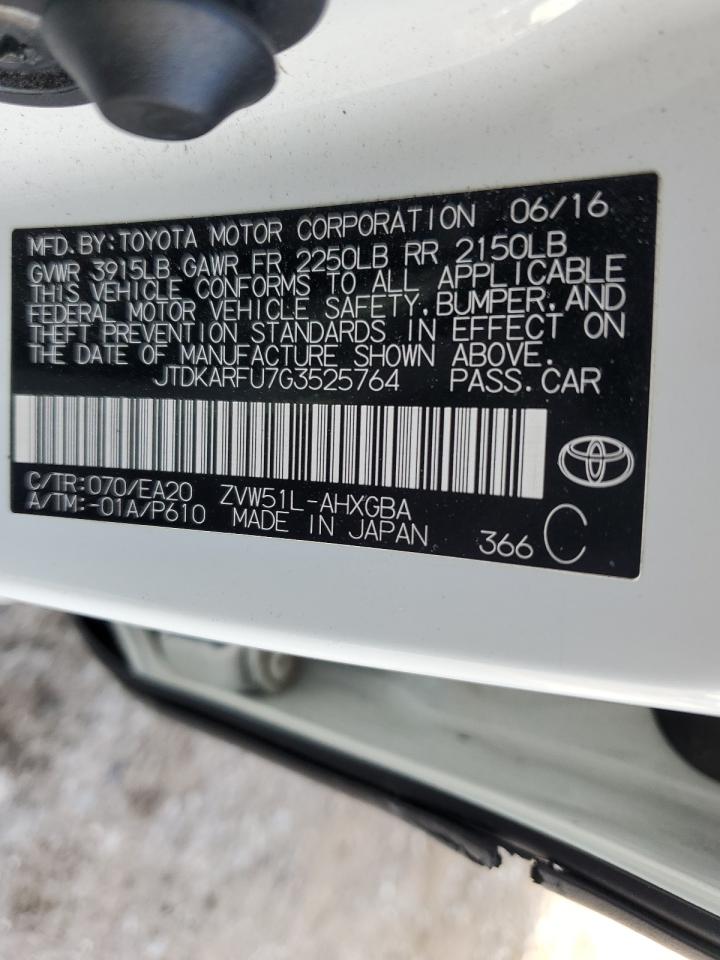 MFD. BY: TOYOTA MOTOR CORPORATION 06/16
GVWR 3915LB GAWR FR 2250LB RR 2150LB
THIS VEHICLE CONFORMS TO ALL APPLICABLE
FEDERAL MOTOR VEHICLE SAFETY, BUMPER, AND
THEFT PREVENTION STANDARDS IN EFFECT ON
THE DATE OF MANUFACTURE SHOWN ABOVE.
JTDKARFU7G3525764 PASS. CAR
C/TR: 070/EA20 ZVW51L-AHXGBA
A/TM: -01A/P610 MADE IN JAPAN 366 C